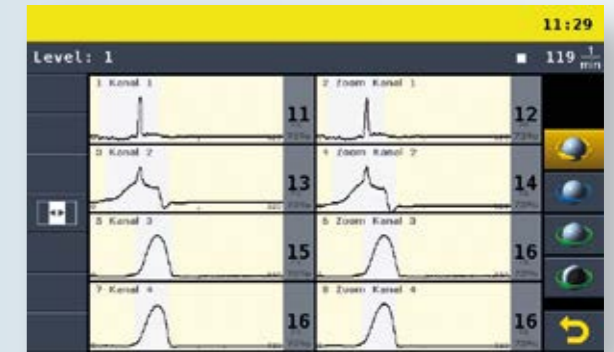 11:29
Level: 1
119 1/min
1 Kanal 1
2 Zoom Kanal 1
11
12
3 Kanal 2
4 Zoom Kanal 2
13
14
5 Kanal 3
6 Zoom Kanal 3
15
16
7 Kanal 4
8 Zoom Kanal 4
16
16